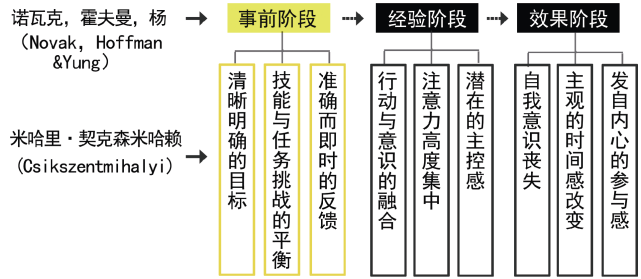 诺瓦克，霍夫曼，杨
（Novak，Hoffman
&Yung）
事前阶段
经验阶段
效果阶段
米哈里·契克森米哈赖
（Csikszentmihalyi）
清晰明确的目标
技能与任务挑战的平衡
准确而即时的反馈
行动与意识的融合
注意力高度集中
潜在的主控感
自我意识丧失
主观的时间感改变
发自内心的参与感